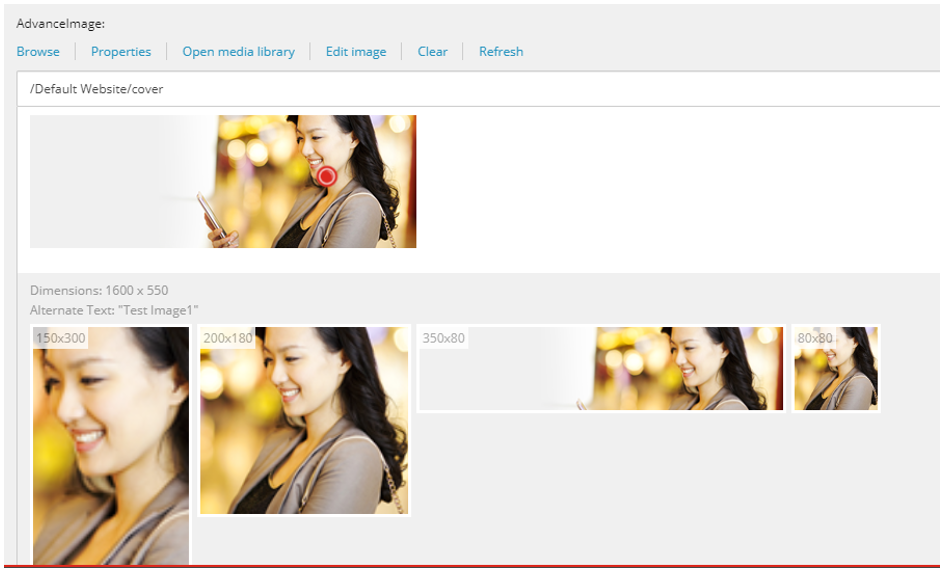 AdvanceImage:
Browse Properties Open media library Edit image Clear Refresh
/Default Website/cover
Dimensions: 1600 x 550
Alternate Text: "Test Image1"
150x300 200x180 350x80 80x80